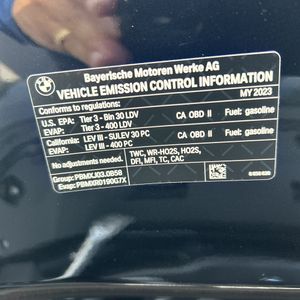 BMW
Bayerische Motoren Werke AG
VEHICLE EMISSION CONTROL INFORMATION
Conforms to regulations: MY 2023
U.S. EPA: Tier 3 - Bin 30 LDV CA OBD II Fuel: gasoline
EVAP: Tier 3 - 400 LDV
California: LEV III - SULEV 30 PC CA OBD II Fuel: gasoline
EVAP: LEV III - 400 PC
No adjustments needed. TWC, WR-HO2S, HO2S,
Group: PBMXJ03.0B58 DFI, MFI, TC, CAC
Evap: PBMXR0190G7X